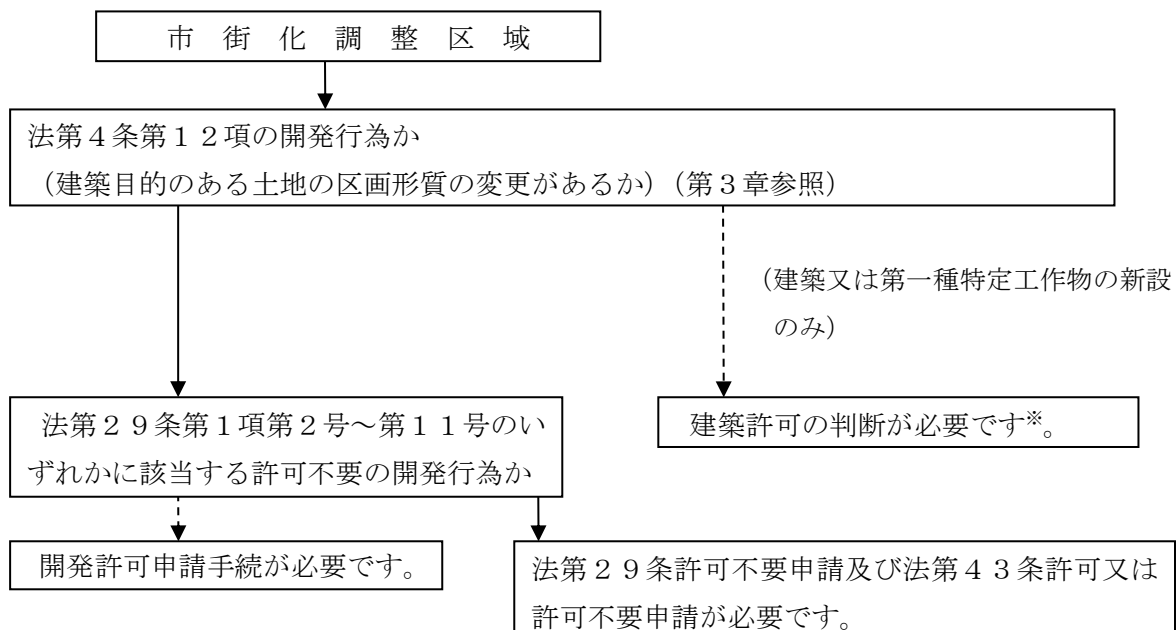 市 街 化 調 整 区 域
法第４条第１２項の開発行為か
（建築目的のある土地の区画形質の変更があるか）（第３章参照）
（建築又は第一種特定工作物の新設
のみ）
法第２９条第１項第２号～第１１号のい
ずれかに該当する許可不要の開発行為か
建築許可の判断が必要です※。
開発許可申請手続が必要です。
法第２９条許可不要申請及び法第４３条許可又は
許可不要申請が必要です。